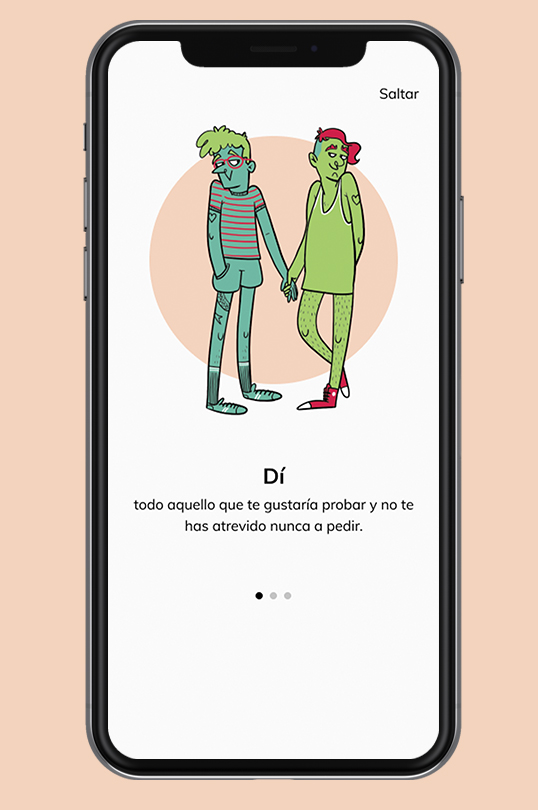 Saltar
Dí
todo aquello que te gustaría probar y no te
has atrevido nunca a pedir.